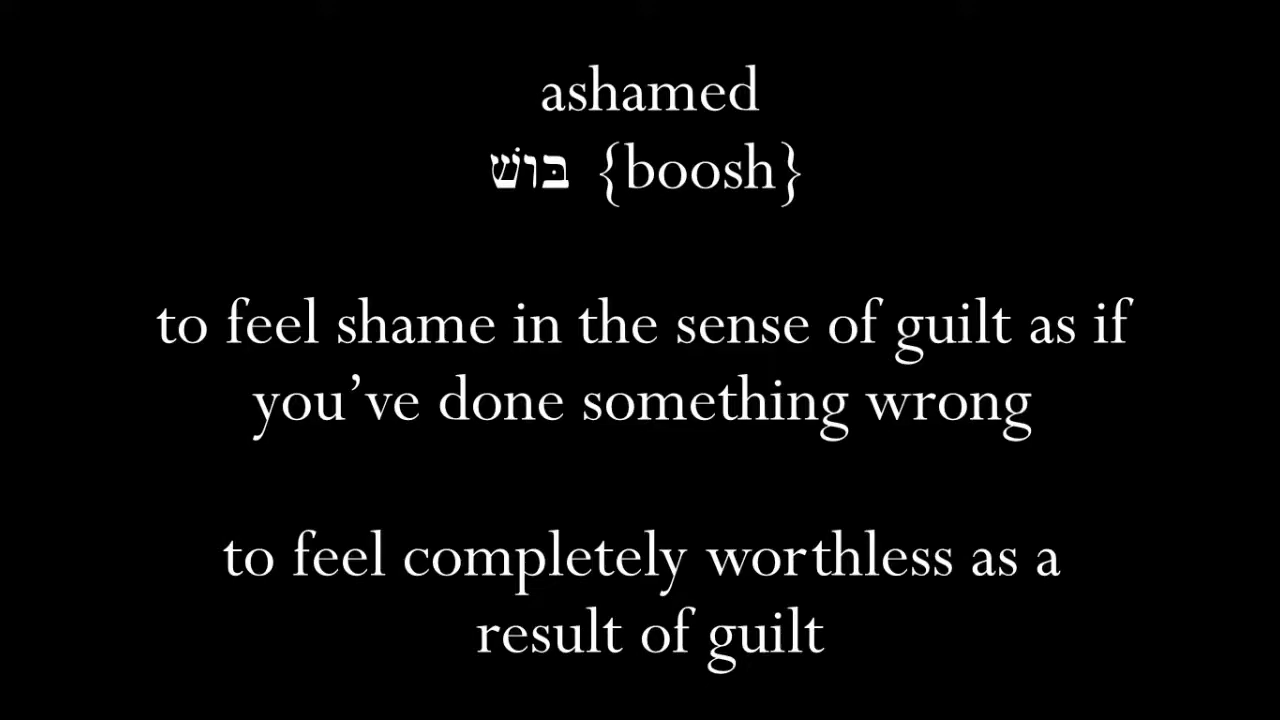 ashamed
בּוֹשׁ {boosh}
to feel shame in the sense of guilt as if
you’ve done something wrong
to feel completely worthless as a
result of guilt